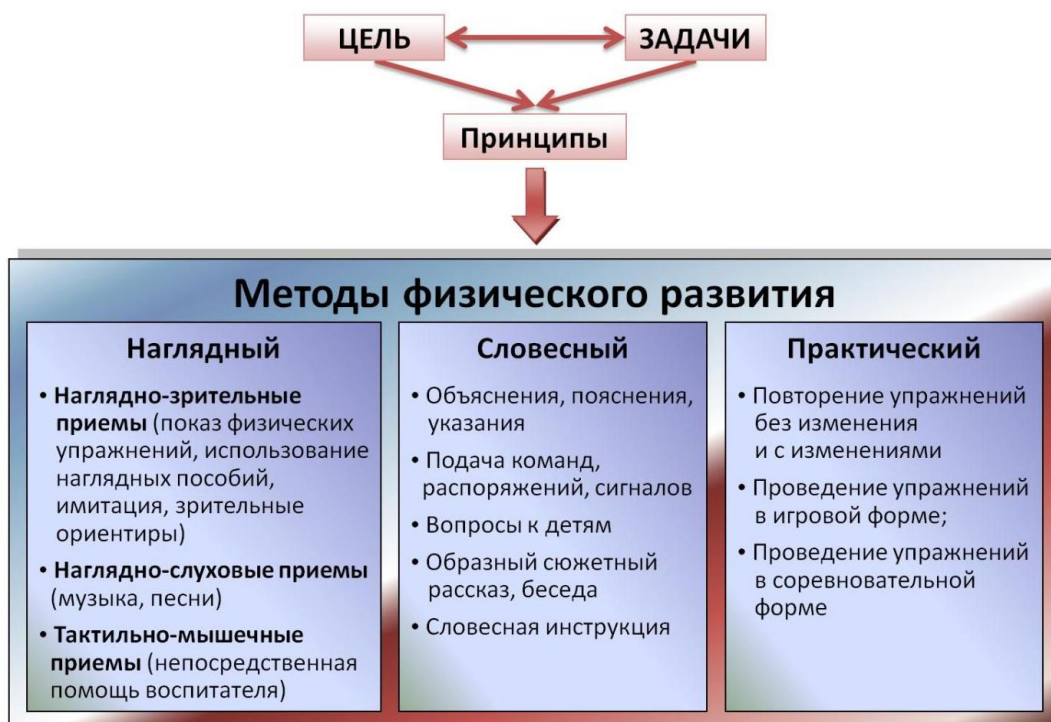 ЦЕЛЬ
ЗАДАЧИ
Принципы
Методы физического развития
Наглядный
• Наглядно-зрительные
приемы (показ физических
упражнений, использование
наглядных пособий,
имитация, зрительные
ориентиры)
• Наглядно-слуховые приемы
(музыка, песни)
• Тактильно-мышечные
приемы (непосредственная
помощь воспитателя)
Словесный
• Объяснения, пояснения,
указания
• Подача команд,
распоряжений, сигналов
• Вопросы к детям
• Образный сюжетный
рассказ, беседа
• Словесная инструкция
Практический
• Повторение упражнений
без изменения
и с изменениями
• Проведение упражнений
в игровой форме;
• Проведение упражнений
в соревновательной
форме